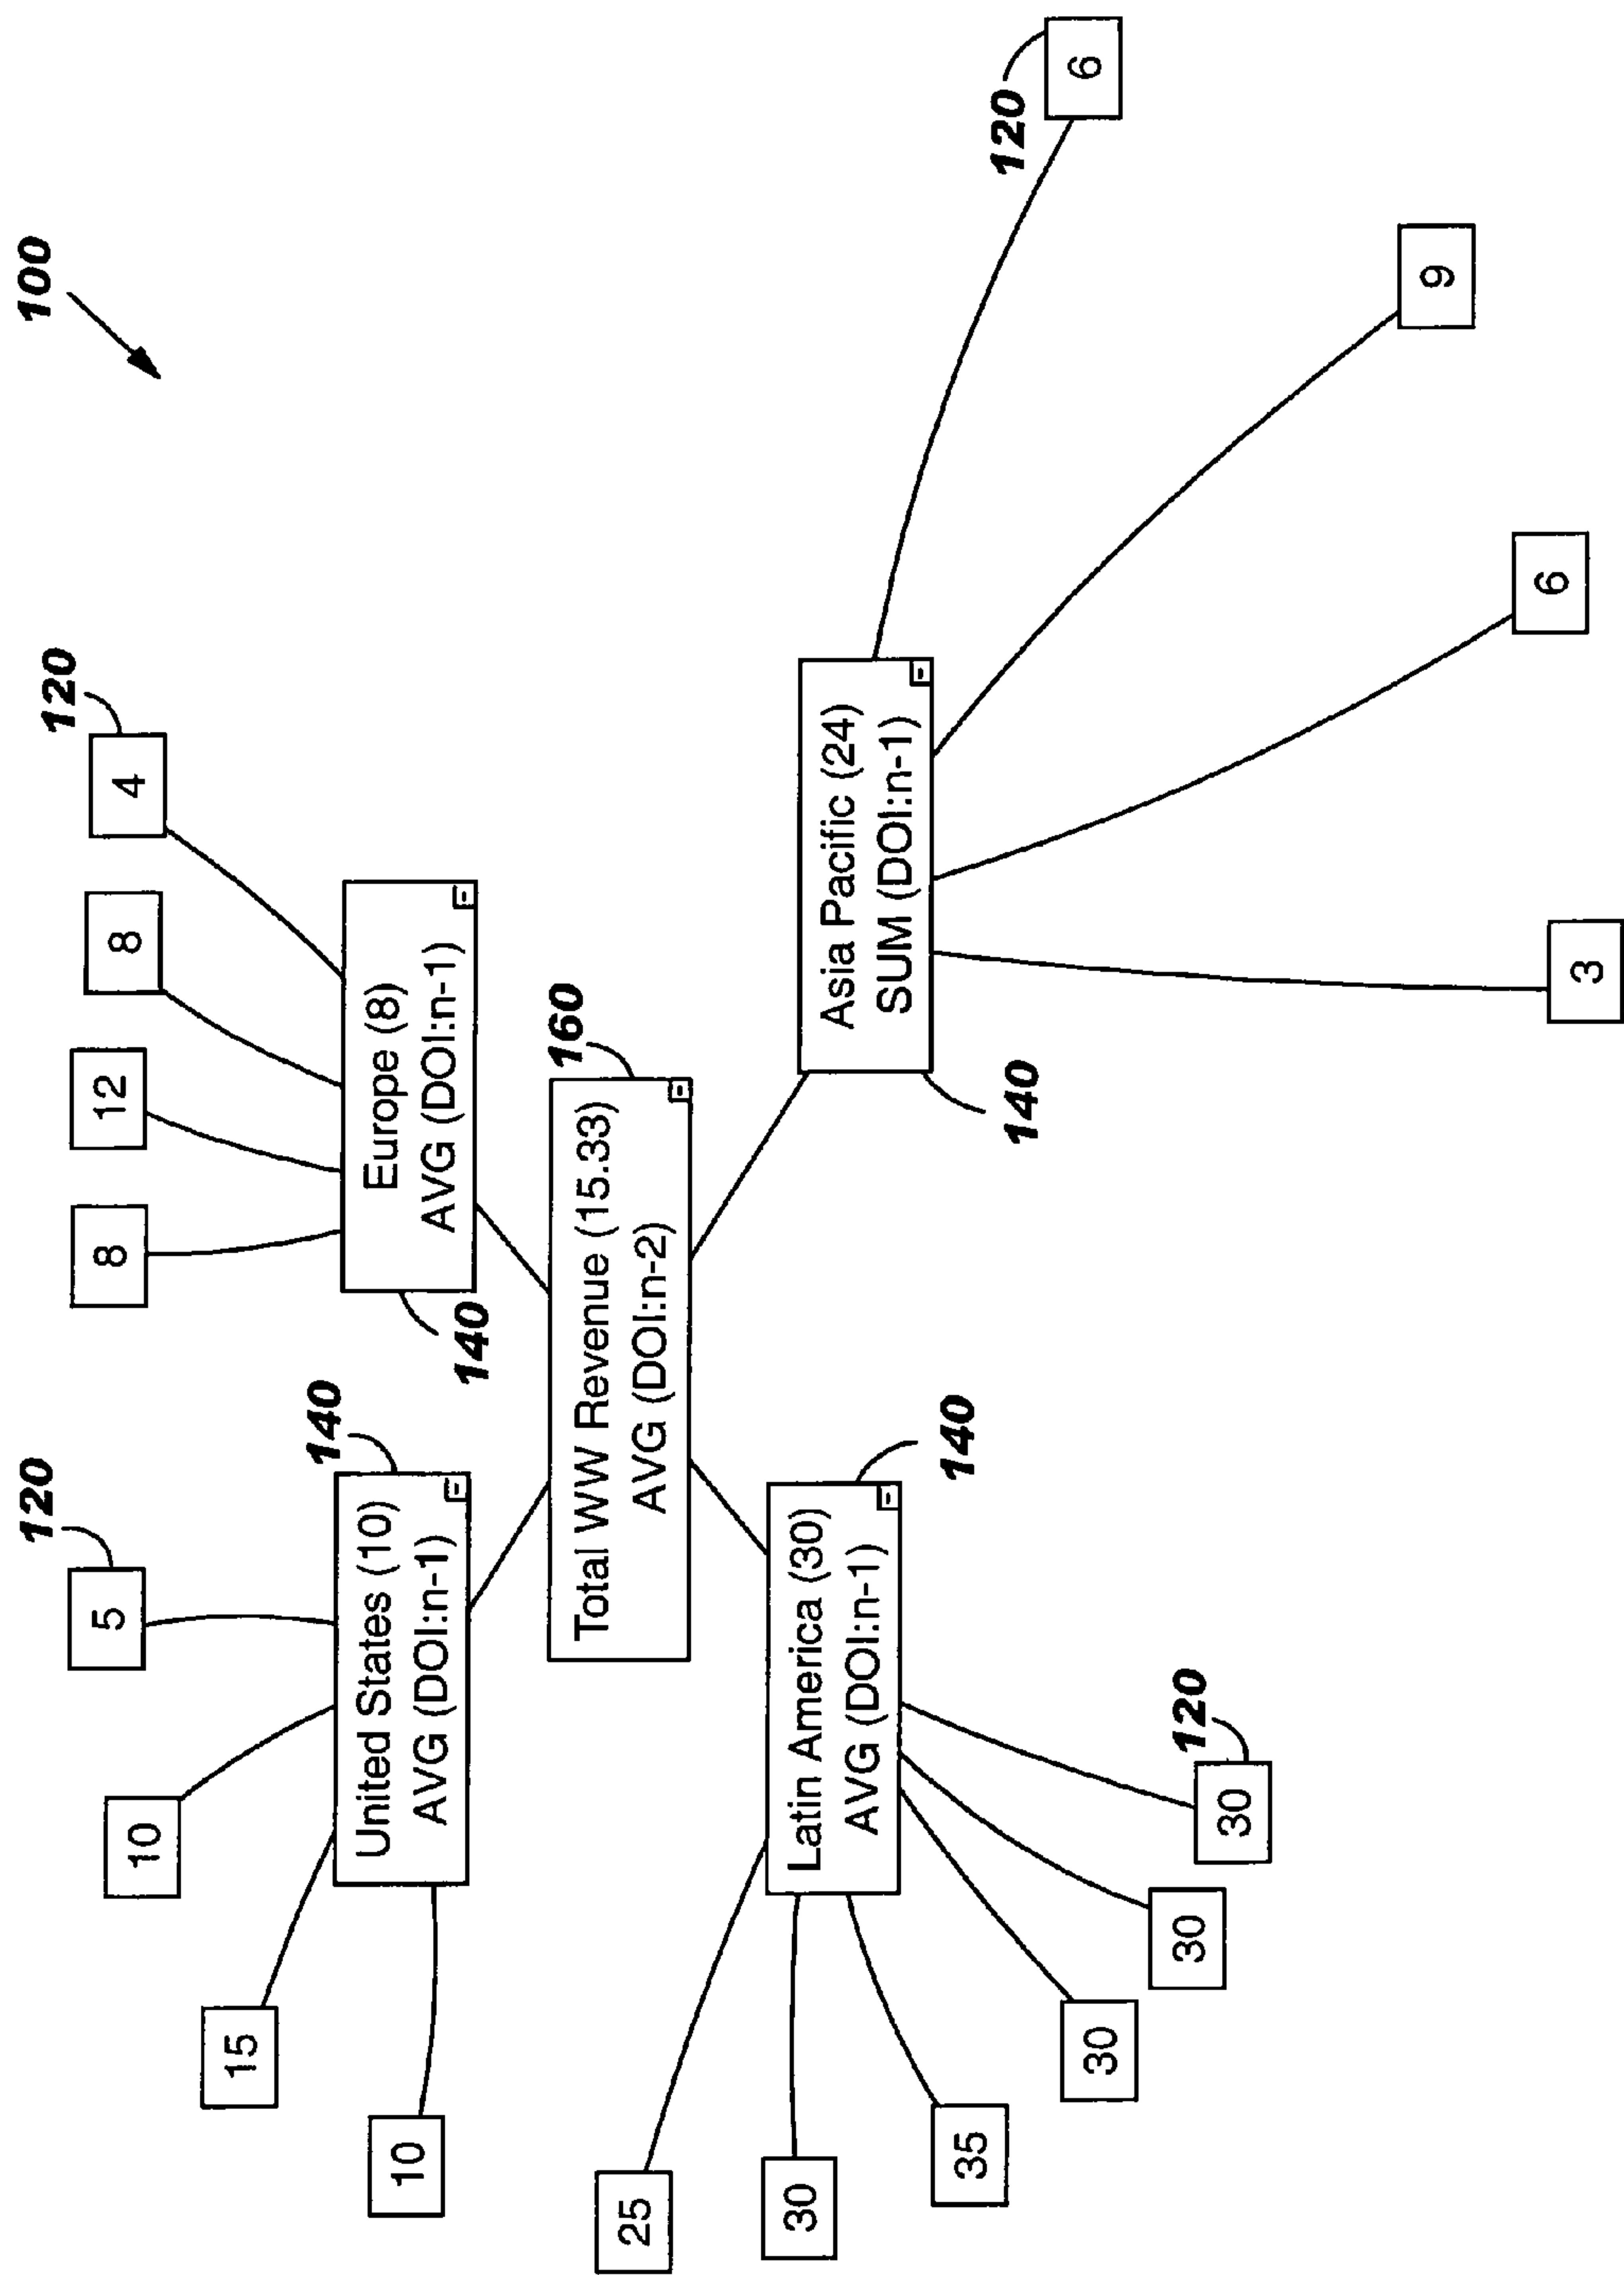 100
120
120
5
8
12
8
4
10
15
140
10
United States (10)
AVG (DOI:n-1)
Europe (8)
AVG (DOI:n-1)
140
160
Total WW Revenue (15.33)
AVG (DOI:n-2)
25
30
Latin America (30)
AVG (DOI:n-1)
Asia Pacific (24)
SUM (DOI:n-1)
35
140
140
120
6
30
30
120
30
9
6
3